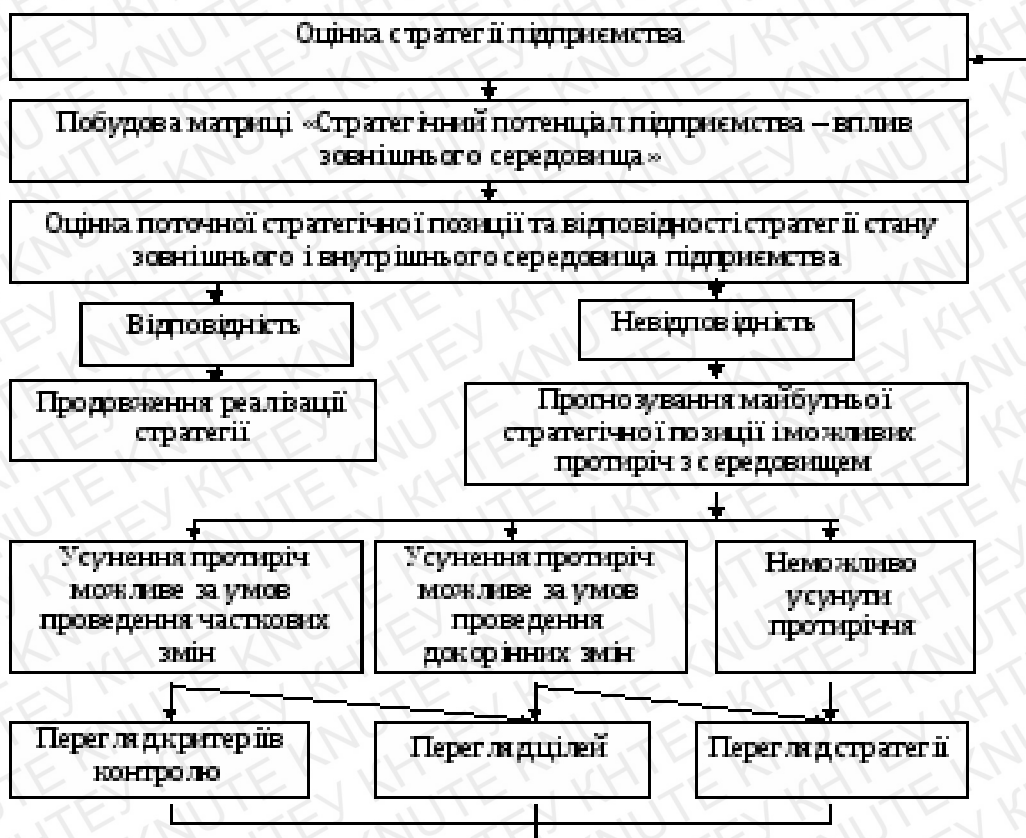 Оцінка стратегії підприємства
Побудова матриці «Стратегічний потенціал підприємства – вплив
зовнішнього середовища»
Оцінка поточної стратегічної позиції та відповідності стратегії стану
зовнішнього і внутрішнього середовища підприємства
Відповідність
Невідповідність
Продовження реалізації
стратегії
Прогнозування майбутньої
стратегічної позиції і можливих
протиріч з середовищем
Усунення протиріч
можливе за умов
проведення часткових
змін
Усунення протиріч
можливе за умов
проведення
докорінних змін
Неможливо
усунути
протиріччя
Перегляд критеріїв
контролю
Перегляд цілей
Перегляд стратегії
КНТЕУ KNUTE